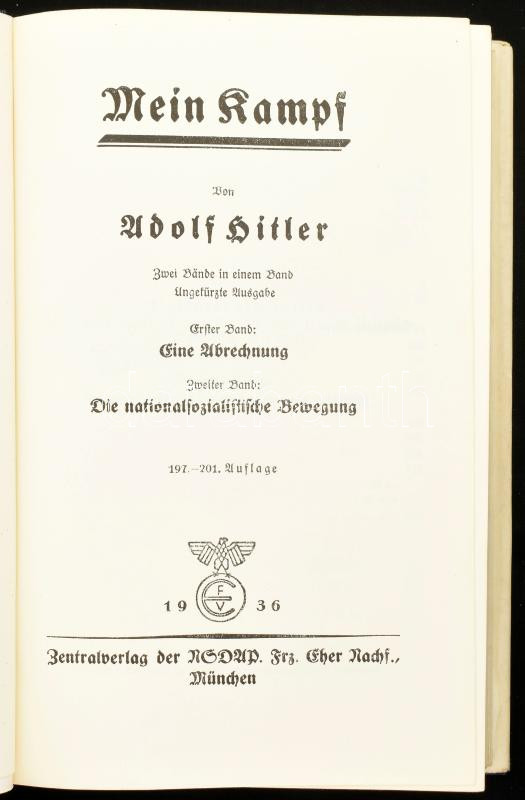 Mein Kampf
Von
Adolf Hitler
Zwei Bände in einem Band
Ungekürzte Ausgabe
Erster Band:
Eine Abrechnung
Zweiter Band:
Die nationalsozialistische Bewegung
197.–201. Auflage
F
V
19 36
Zentralverlag der NSDAP. Frz. Eher Nachf.,
München